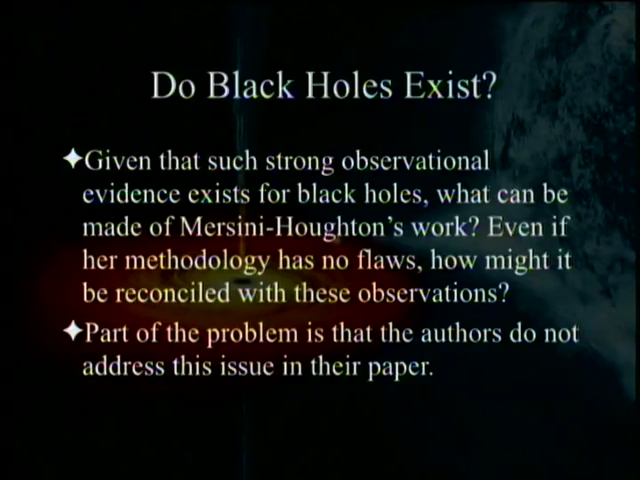 Do Black Holes Exist?
✦Given that such strong observational
evidence exists for black holes, what can be
made of Mersini-Houghton's work? Even if
her methodology has no flaws, how might it
be reconciled with these observations?
✦Part of the problem is that the authors do not
address this issue in their paper.